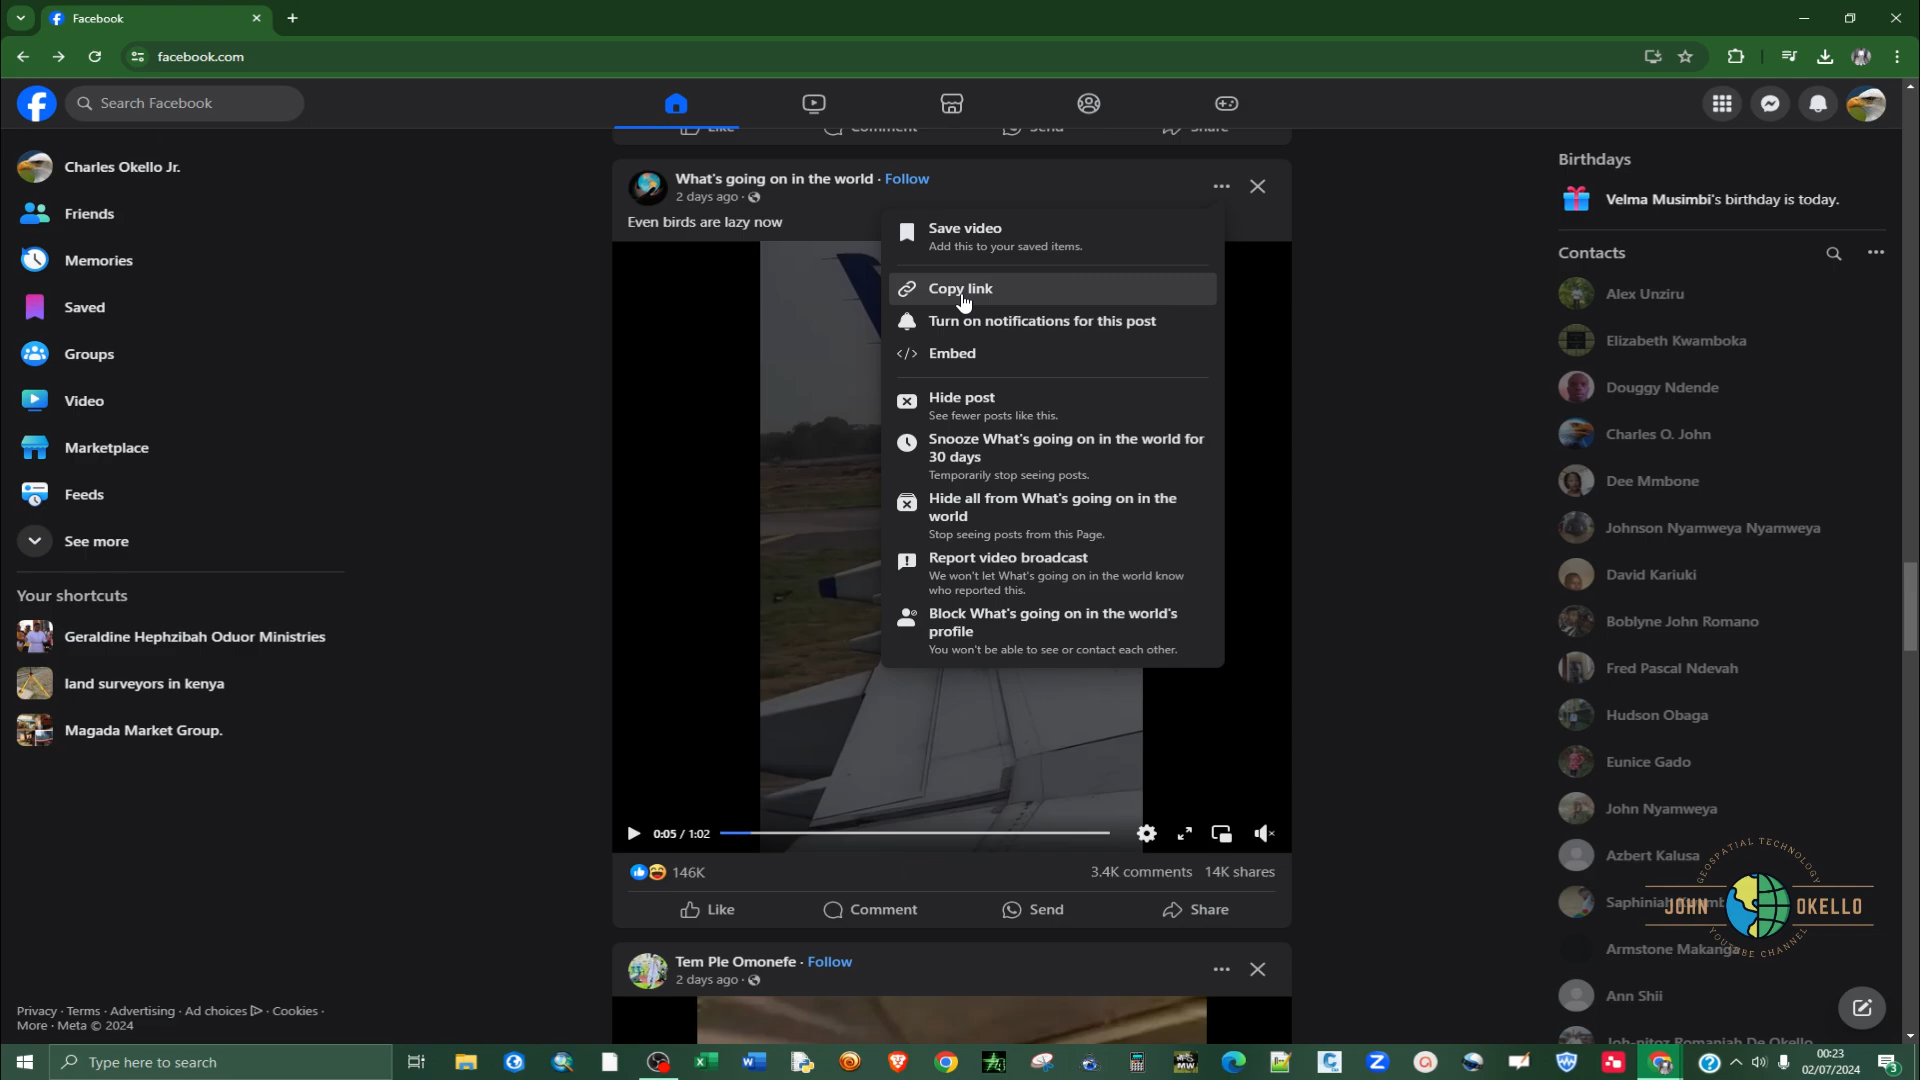 Facebook
facebook.com
Search Facebook
Like
Comment
Send
Share
Charles Okello Jr.
Friends
Memories
Saved
Groups
Video
Marketplace
Feeds
See more
Your shortcuts
Geraldine Hephzibah Oduor Ministries
land surveyors in kenya
Magada Market Group.
Privacy · Terms · Advertising · Ad choices · Cookies ·
More · Meta © 2024
What's going on in the world · Follow
2 days ago ·
Even birds are lazy now
Save video
Add this to your saved items.
Copy link
Turn on notifications for this post
</> Embed
Hide post
See fewer posts like this.
Snooze What's going on in the world for
30 days
Temporarily stop seeing posts.
Hide all from What's going on in the
world
Stop seeing posts from this Page.
Report video broadcast
We won't let What's going on in the world know
who reported this.
Block What's going on in the world's
profile
You won't be able to see or contact each other.
0:05 / 1:02
146K
3.4K comments 14K shares
Like
Comment
Send
Share
Tem Ple Omonefe · Follow
2 days ago ·
Birthdays
Velma Musimbi's birthday is today.
Contacts
Alex Unziru
Elizabeth Kwamboka
Douggy Ndende
Charles O. John
Dee Mmbone
Johnson Nyamweya Nyamweya
David Kariuki
Boblyne John Romano
Fred Pascal Ndevah
Hudson Obaga
Eunice Gado
John Nyamweya
Azbert Kalusa
Armstone Makanga
Ann Shii
GEOSPATIAL TECHNOLOGY
JOHN OKELLO
YOUTUBE CHANNEL
Type here to search
00:23
02/07/2024
3